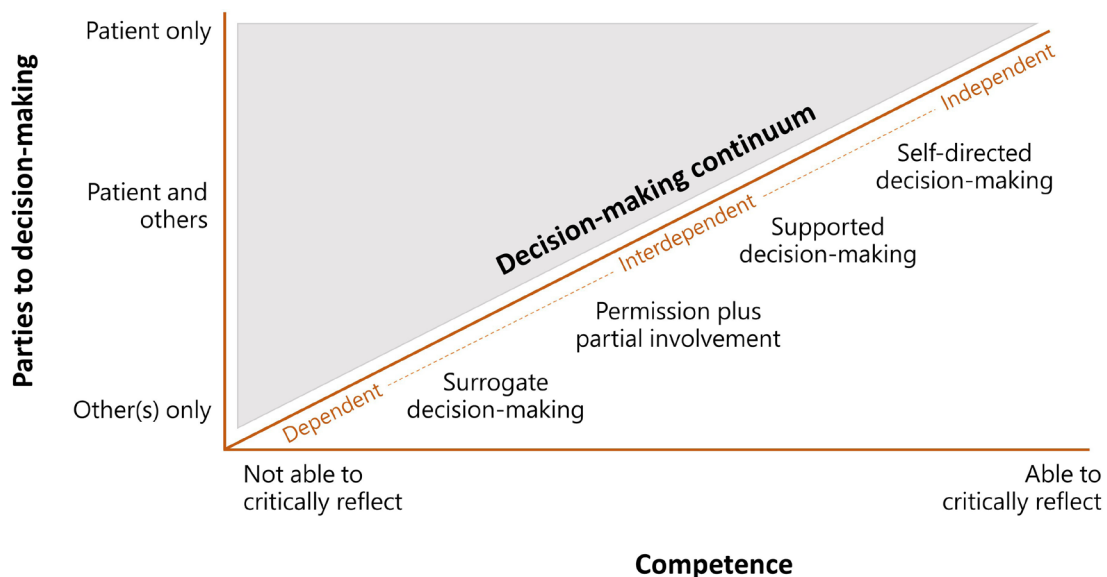 Parties to decision-making
Patient only
Patient and
others
Other(s) only
Decision-making continuum
Independent
Interdependent
Dependent
Self-directed
decision-making
Supported
decision-making
Permission plus
partial involvement
Surrogate
decision-making
Not able to
critically reflect
Able to
critically reflect
Competence